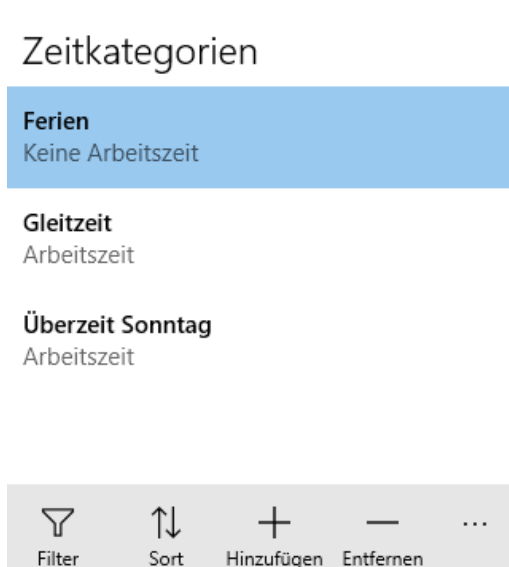 Zeitkategorien
Ferien
Keine Arbeitszeit
Gleitzeit
Arbeitszeit
Überzeit Sonntag
Arbeitszeit
Filter
Sort
Hinzufügen
Entfernen
...